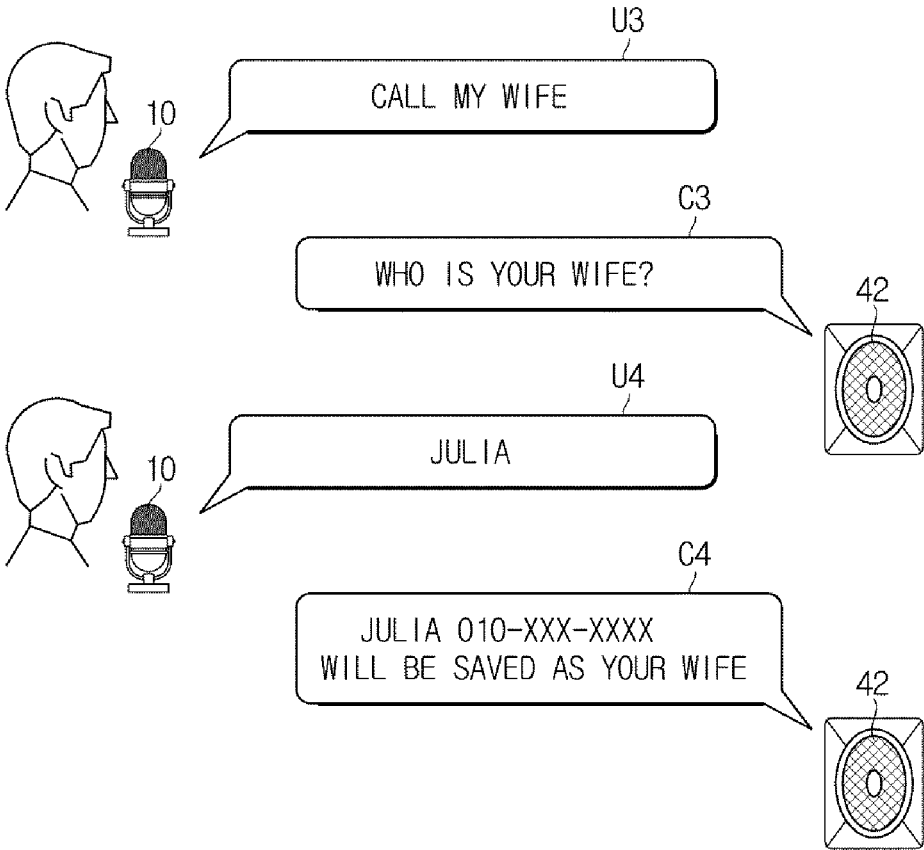 U3
CALL MY WIFE
10
C3
WHO IS YOUR WIFE?
42
U4
JULIA
10
C4
JULIA 010-XXX-XXXX
WILL BE SAVED AS YOUR WIFE
42